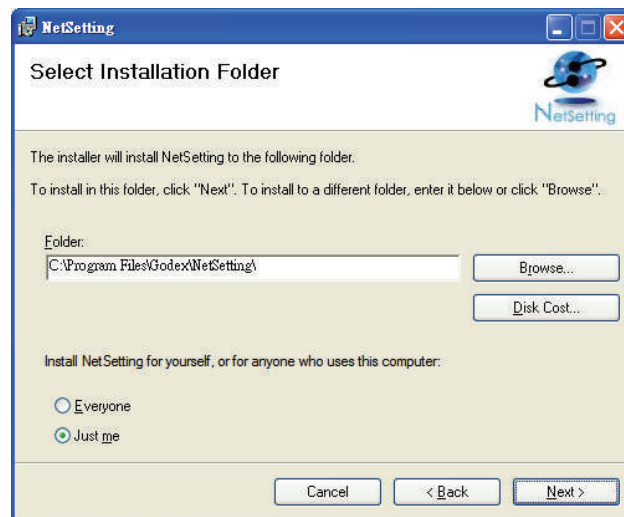 NetSetting
Select Installation Folder
NetSetting
The installer will install NetSetting to the following folder.
To install in this folder, click "Next". To install to a different folder, enter it below or click "Browse".
Folder:
C:\Program Files\Godex\NetSetting\
Browse...
Disk Cost...
Install NetSetting for yourself, or for anyone who uses this computer:
Everyone
Just me
Cancel
< Back
Next >